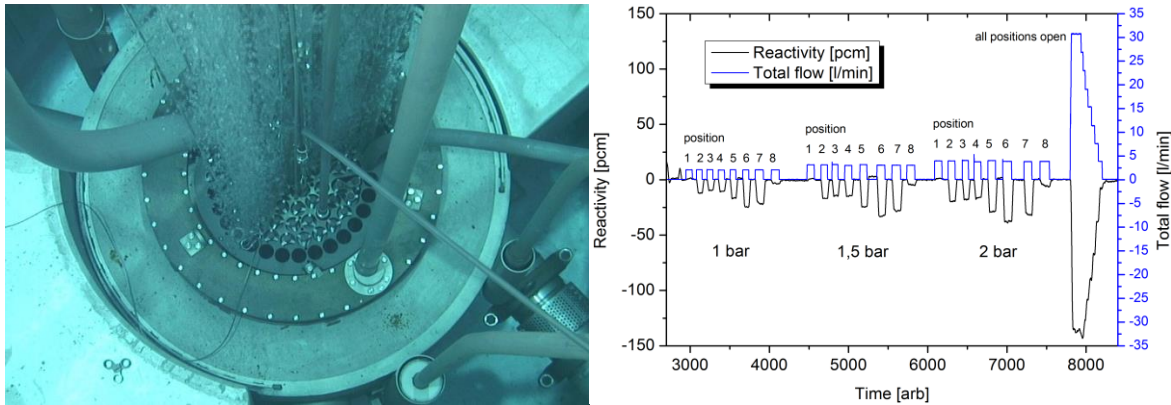 Reactivity [pcm]
150
100
50
0
-50
-100
-150
Reactivity [pcm]
Total flow [l/min]
all positions open
position
1 2 3 4 5 6 7 8
position
1 2 3 4 5 6 7 8
position
1 2 3 4 5 6 7 8
1 bar
1,5 bar
2 bar
3000 4000 5000 6000 7000 8000
Time [arb]
35
30
25
20
15
10
5
0
-5
-10
-15
-20
-25
-30
-35
Total flow [l/min]